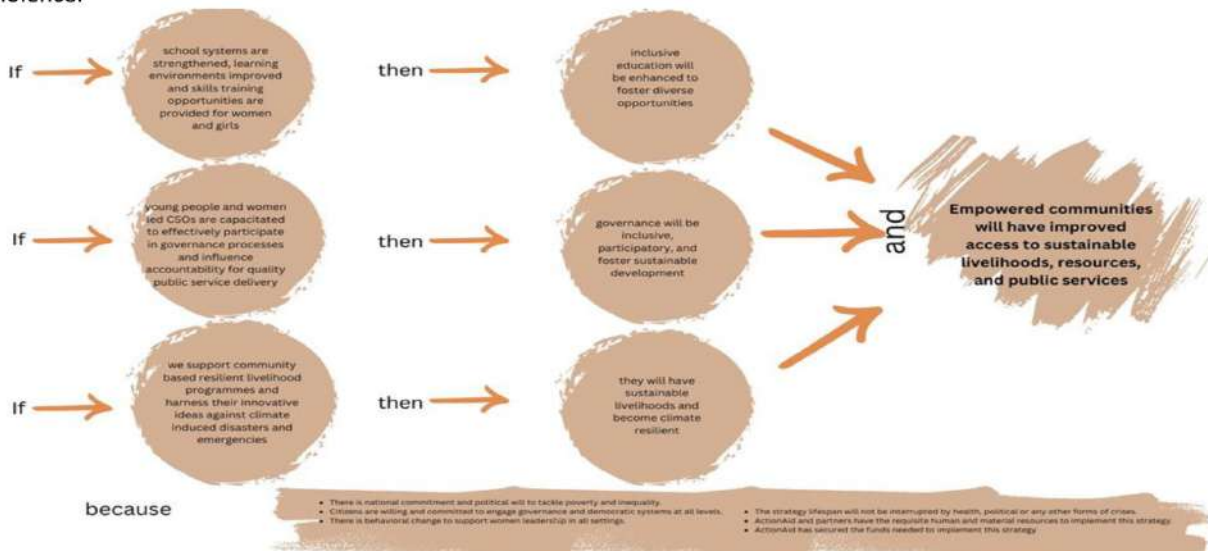 If
school systems are
strengthened, learning
environments improved
and skills training
opportunities are
provided for women
and girls
then
inclusive
education will
be enhanced to
foster diverse
opportunities
If
young people and women
led CSOs are capacitated
to effectively participate
in governance processes
and influence
accountability for quality
public service delivery
then
governance will be
inclusive,
participatory, and
foster sustainable
development
If
we support community
based resilient livelihood
programmes and
harness their innovative
ideas against climate
induced disasters and
emergencies
then
they will have
sustainable
livelihoods and
become climate
resilient
and
Empowered communities
will have improved
access to sustainable
livelihoods, resources,
and public services
because
• There is national commitment and political will to tackle poverty and inequality.
• Citizens are willing and committed to engage governance and democratic systems at all levels.
• There is behavioral change to support women leadership in all settings.
• The strategy lifespan will not be interrupted by health, political or any other forms of crises.
• ActionAid and partners have the requisite human and material resources to implement this strategy.
• ActionAid has secured the funds needed to implement this strategy